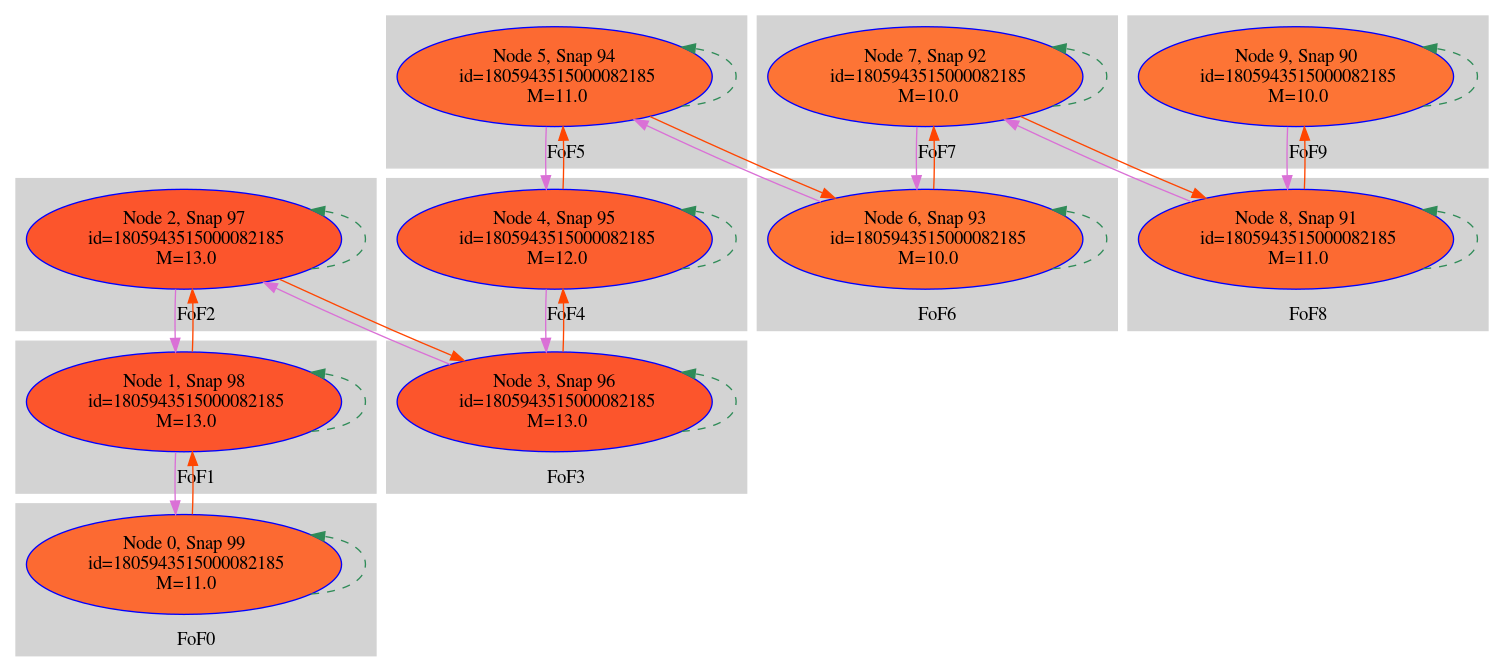 Node 5, Snap 94
id=1805943515000082185
M=11.0
FoF5
Node 7, Snap 92
id=1805943515000082185
M=10.0
FoF7
Node 9, Snap 90
id=1805943515000082185
M=10.0
FoF9
Node 2, Snap 97
id=1805943515000082185
M=13.0
FoF2
Node 4, Snap 95
id=1805943515000082185
M=12.0
FoF4
Node 6, Snap 93
id=1805943515000082185
M=10.0
FoF6
Node 8, Snap 91
id=1805943515000082185
M=11.0
FoF8
Node 1, Snap 98
id=1805943515000082185
M=13.0
FoF1
Node 3, Snap 96
id=1805943515000082185
M=13.0
FoF3
Node 0, Snap 99
id=1805943515000082185
M=11.0
FoF0